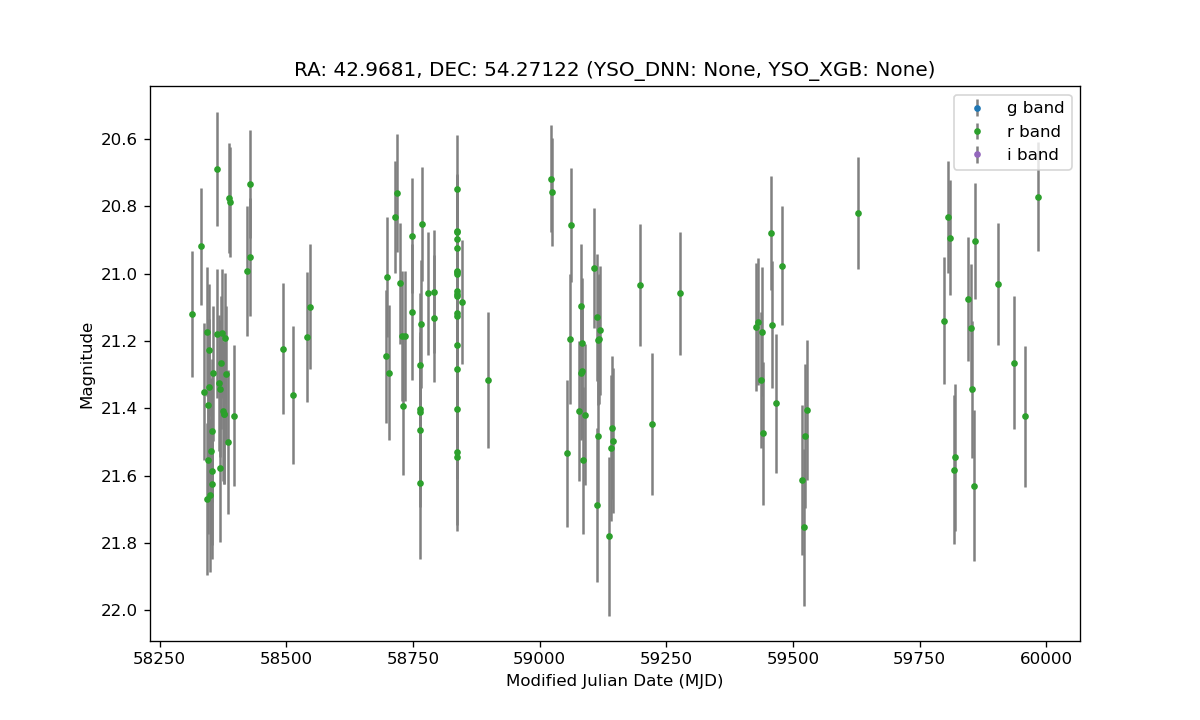 RA: 42.9681, DEC: 54.27122 (YSO_DNN: None, YSO_XGB: None)
g band
r band
i band
20.6
20.8
21.0
21.2
21.4
21.6
21.8
22.0
Magnitude
58250 58500 58750 59000 59250 59500 59750 60000
Modified Julian Date (MJD)